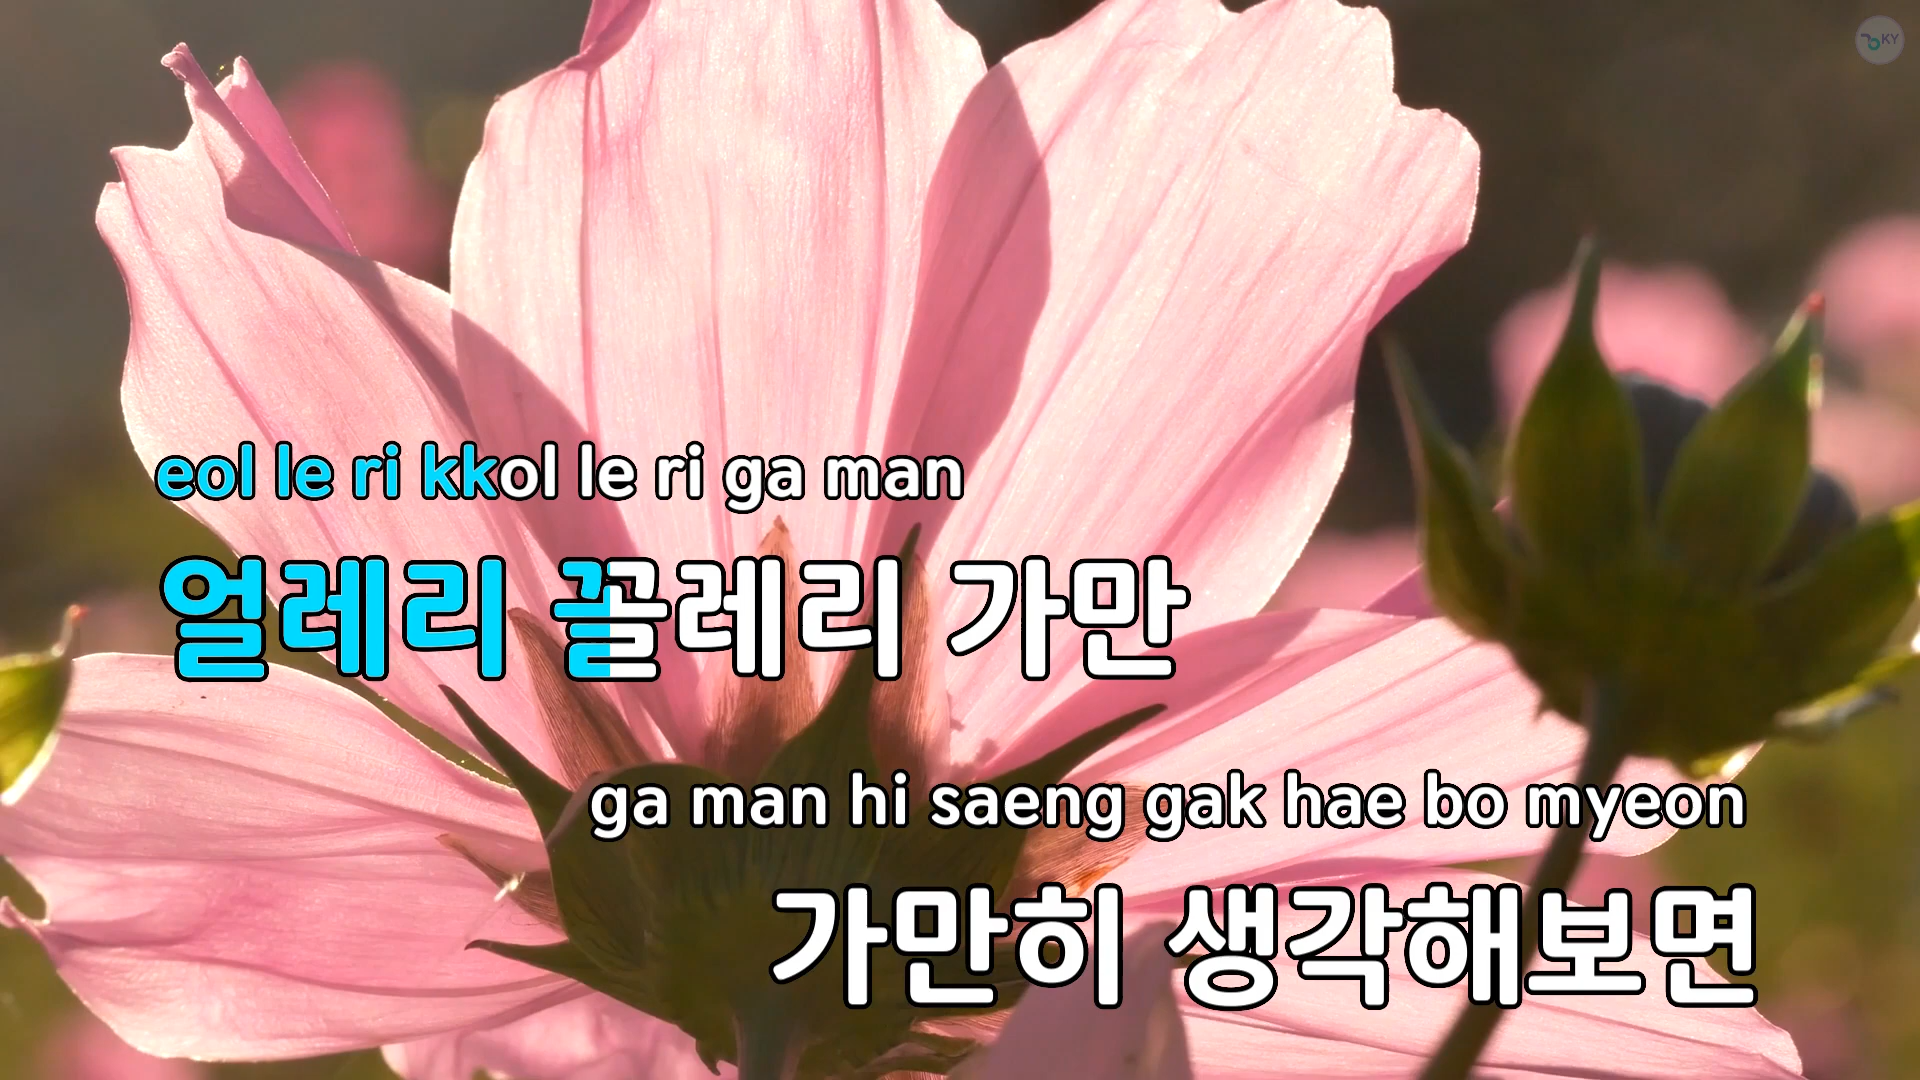 KY
eol le ri kkol le ri ga man
얼레리 꼴레리 가만
ga man hi saeng gak hae bo myeon
가만히 생각해보면